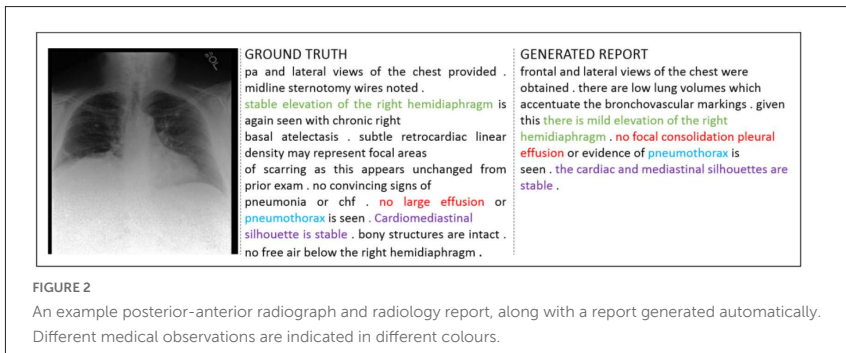 GROUND TRUTH
pa and lateral views of the chest provided .
midline sternotomy wires noted .
stable elevation of the right hemidiaphragm is
again seen with chronic right
basal atelectasis . subtle retrocardiac linear
density may represent focal areas
of scarring as this appears unchanged from
prior exam . no convincing signs of
pneumonia or chf . no large effusion or
pneumothorax is seen . Cardiomediastinal
silhouette is stable . bony structures are intact .
no free air below the right hemidiaphragm .
GENERATED REPORT
frontal and lateral views of the chest were
obtained . there are low lung volumes which
accentuate the bronchovascular markings . given
this there is mild elevation of the right
hemidiaphragm . no focal consolidation pleural
effusion or evidence of pneumothorax is
seen . the cardiac and mediastinal silhouettes are
stable .
FIGURE 2
An example posterior-anterior radiograph and radiology report, along with a report generated automatically.
Different medical observations are indicated in different colours.